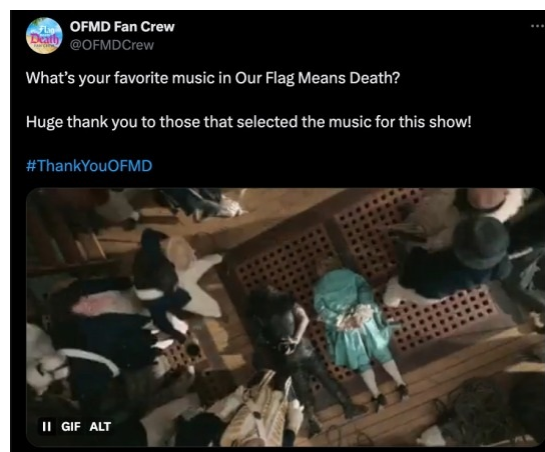 OFMD Fan Crew
@OFMDCrew
What's your favorite music in Our Flag Means Death?
Huge thank you to those that selected the music for this show!
#ThankYouOFMD
GIF ALT